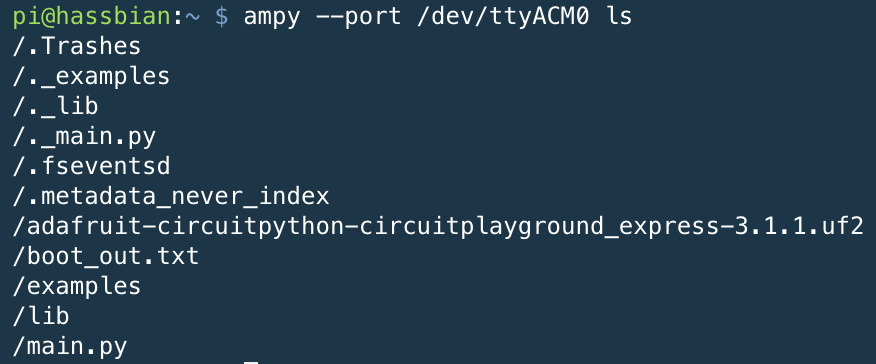 pi@hassbian:~ $ ampy --port /dev/ttyACM0 ls
/.Trashes
/._examples
/._lib
/._main.py
/.fseventsd
/.metadata_never_index
/adafruit-circuitpython-circuitplayground_express-3.1.1.uf2
/boot_out.txt
/examples
/lib
/main.py